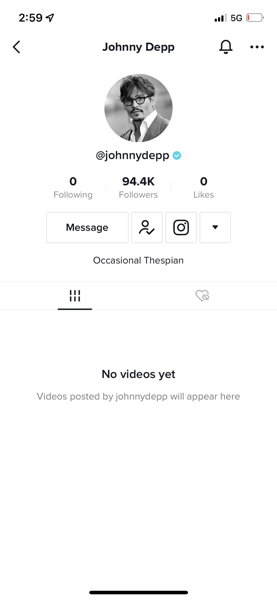 2:59
5G
Johnny Depp
@johnnydepp
0 94.4K 0
Following Followers Likes
Message
Occasional Thespian
No videos yet
Videos posted by johnnydepp will appear here